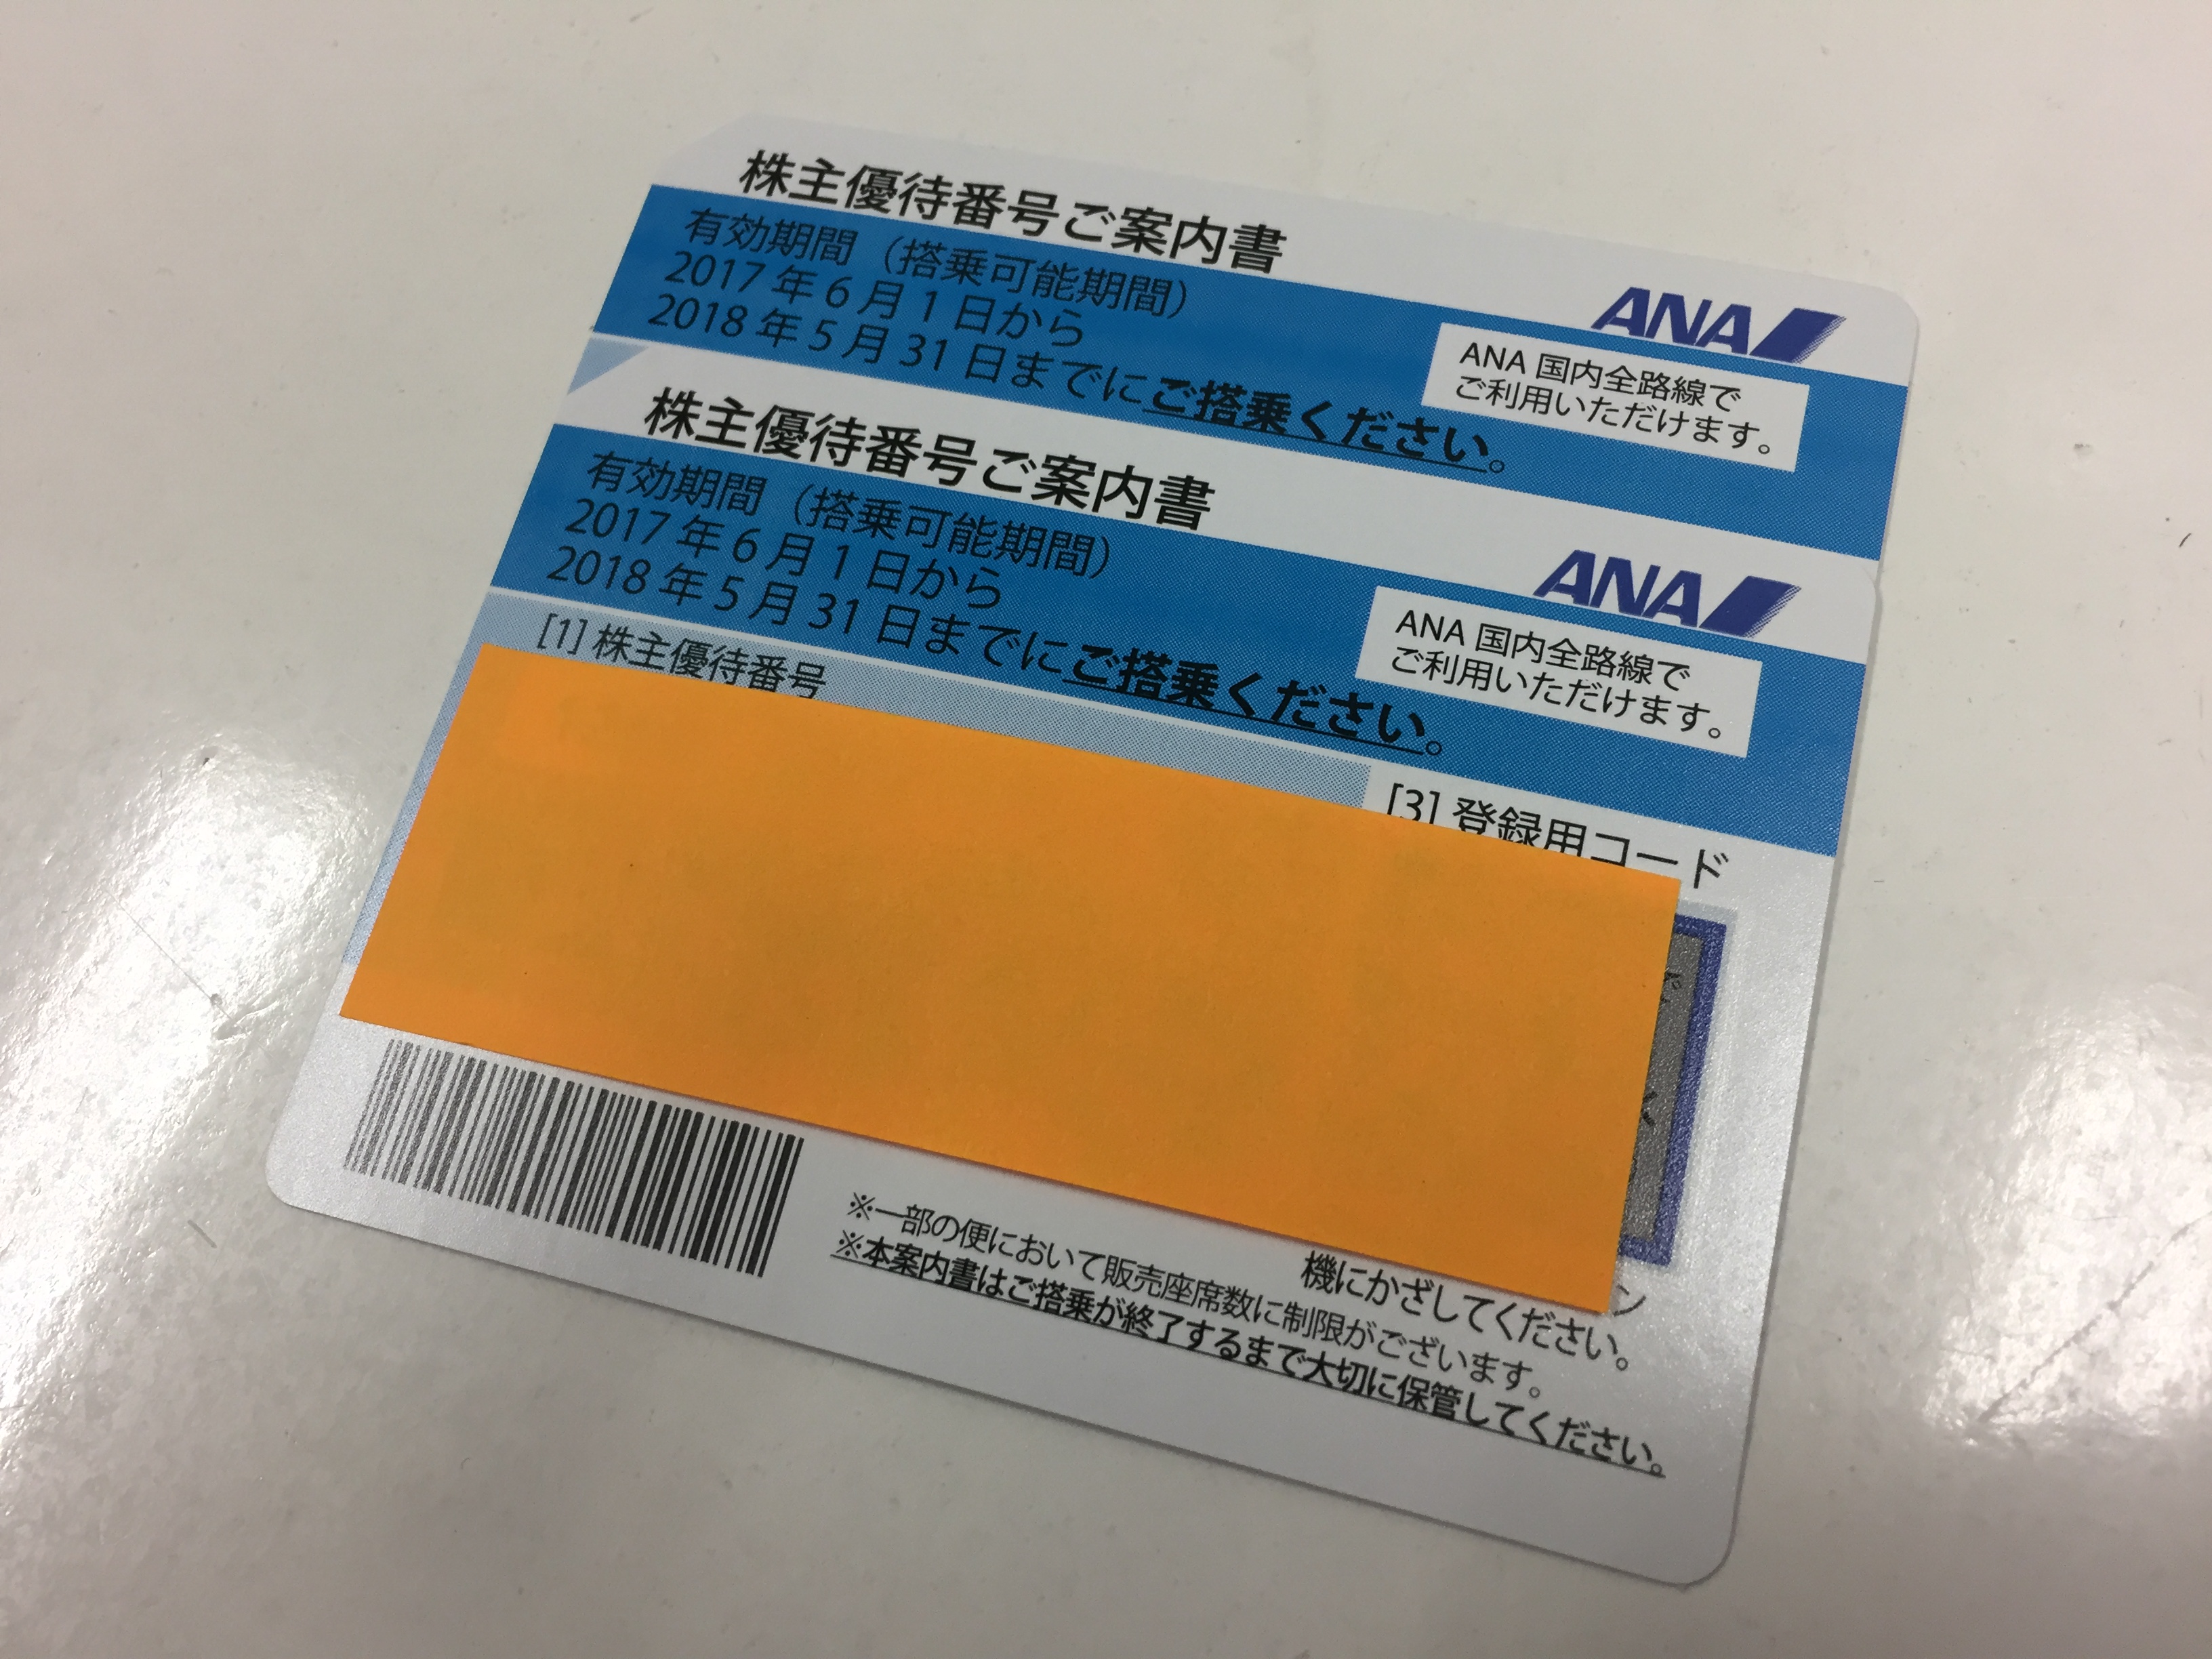 株主優待番号ご案内書
有効期間（搭乗可能期間）
2017年6月1日から
2018年5月31日までにご搭乗ください。
ANA
ANA 国内全路線で
ご利用いただけます。
株主優待番号ご案内書
有効期間（搭乗可能期間）
2017年6月1日から
2018年5月31日までにご搭乗ください。
ANA
ANA 国内全路線で
ご利用いただけます。
[1] 株主優待番号
[3] 登録用コード
ン
機にかざしてください。
※一部の便において販売座席数に制限がございます。
※本案内書はご搭乗が終了するまで大切に保管してください。